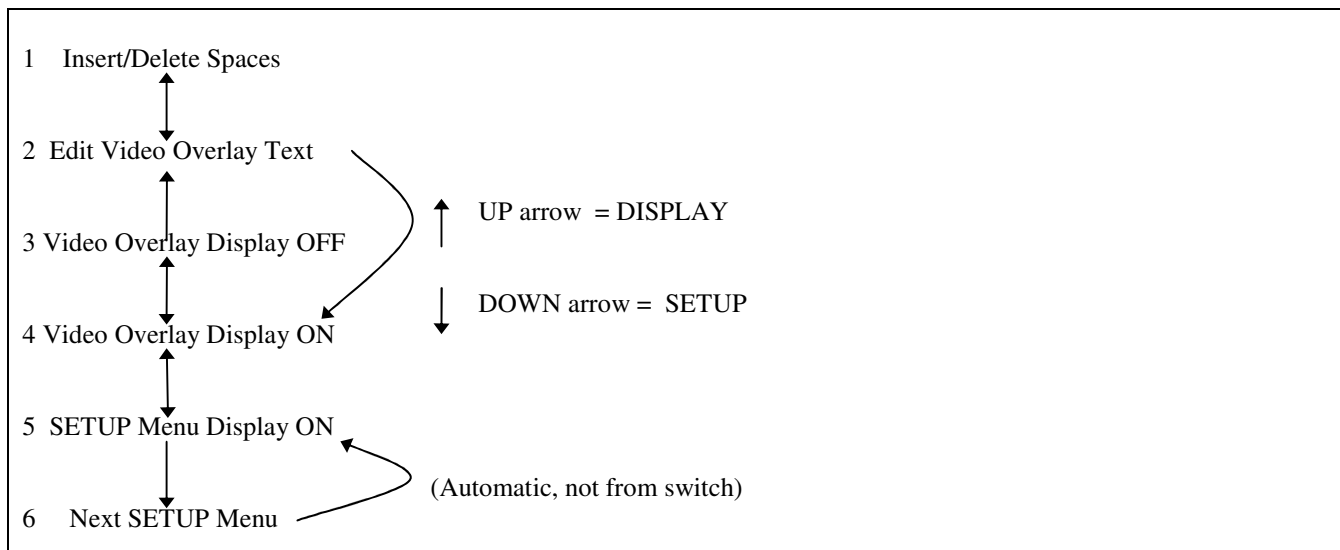 1 Insert/Delete Spaces
2 Edit Video Overlay Text
UP arrow = DISPLAY
3 Video Overlay Display OFF
DOWN arrow = SETUP
4 Video Overlay Display ON
5 SETUP Menu Display ON
(Automatic, not from switch)
6 Next SETUP Menu